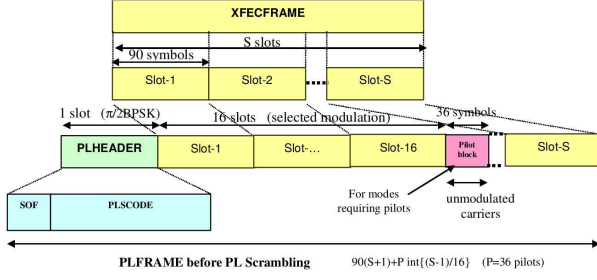 XFECFRAME
S slots
90 symbols
Slot-1 Slot-2 Slot-S
1 slot (π/2BPSK) 16 slots (selected modulation) 36 symbols
PLHEADER Slot-1 Slot-... Slot-16 Pilot block Slot-S
For modes requiring pilots
unmodulated carriers
SOF PLSCODE
PLFRAME before PL Scrambling 90(S+1)+P int{(S-1)/16} (P=36 pilots)